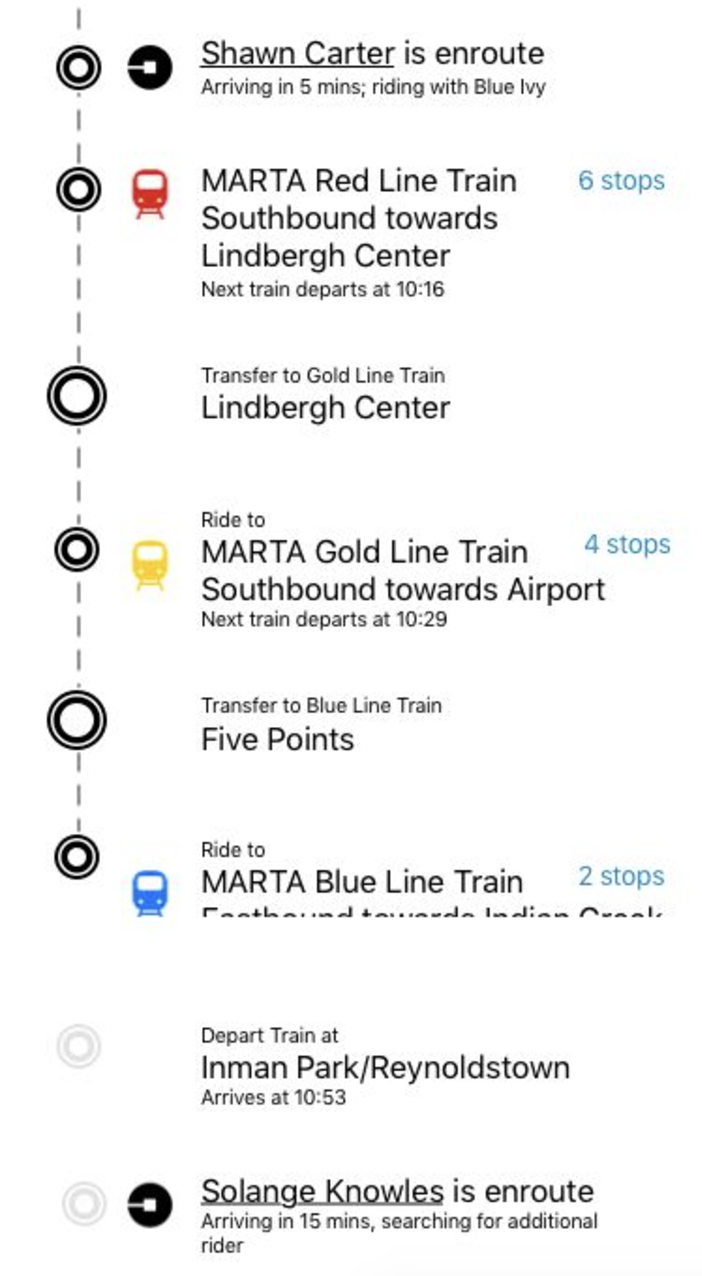 Shawn Carter is enroute
Arriving in 5 mins; riding with Blue Ivy
MARTA Red Line Train
6 stops
Southbound towards
Lindbergh Center
Next train departs at 10:16
Transfer to Gold Line Train
Lindbergh Center
Ride to
MARTA Gold Line Train
4 stops
Southbound towards Airport
Next train departs at 10:29
Transfer to Blue Line Train
Five Points
Ride to
MARTA Blue Line Train
2 stops
Eastbound towards Indian Creek
Depart Train at
Inman Park/Reynoldstown
Arrives at 10:53
Solange Knowles is enroute
Arriving in 15 mins, searching for additional
rider